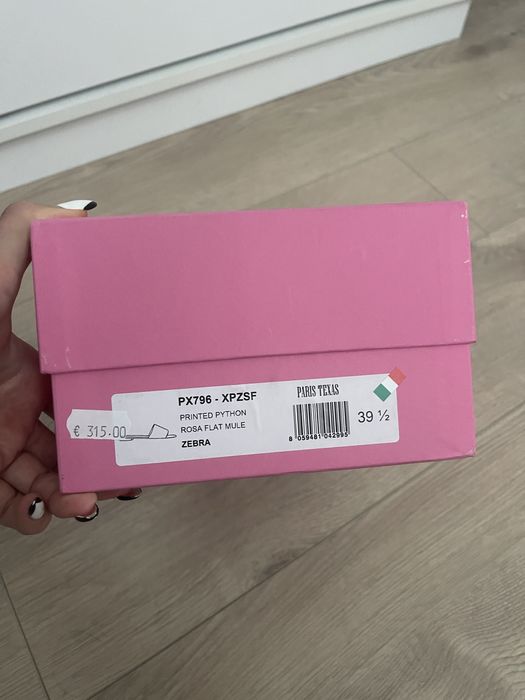 PX796 - XPZSF
PRINTED PYTHON
ROSA FLAT MULE
ZEBRA
€ 315.00
PARIS TEXAS
8 059481 042995
39 ½